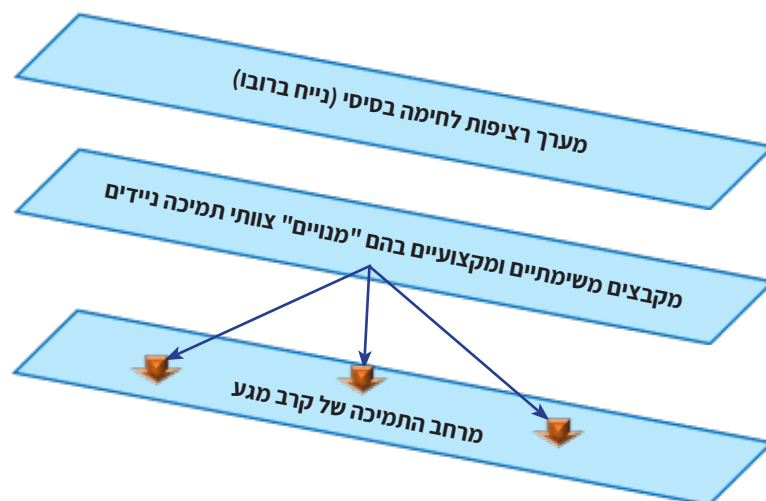 מערך רציפות לחימה בסיסי (נייח ברובו)
מקבצים משימתיים ומקצועיים בהם "מנויים" צוותי תמיכה ניידים
מרחב התמיכה של קרב מגע